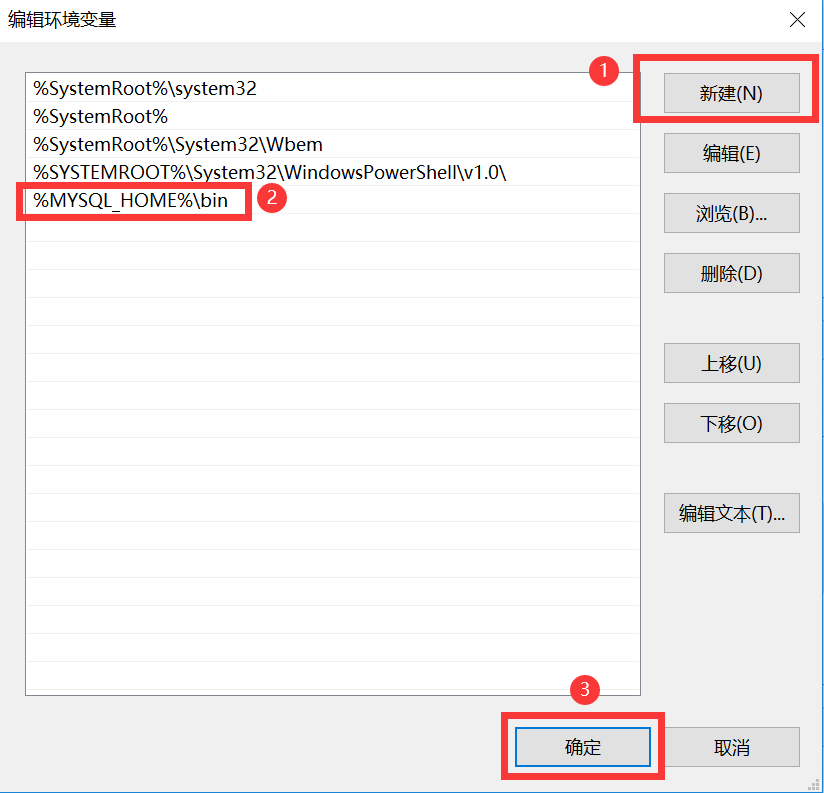 编辑环境变量
1
%SystemRoot%\system32
新建(N)
%SystemRoot%
%SystemRoot%\System32\Wbem
编辑(E)
%SYSTEMROOT%\System32\WindowsPowerShell\v1.0\
%MYSQL_HOME%\bin
2
浏览(B)...
删除(D)
上移(U)
下移(O)
编辑文本(T)...
3
确定
取消